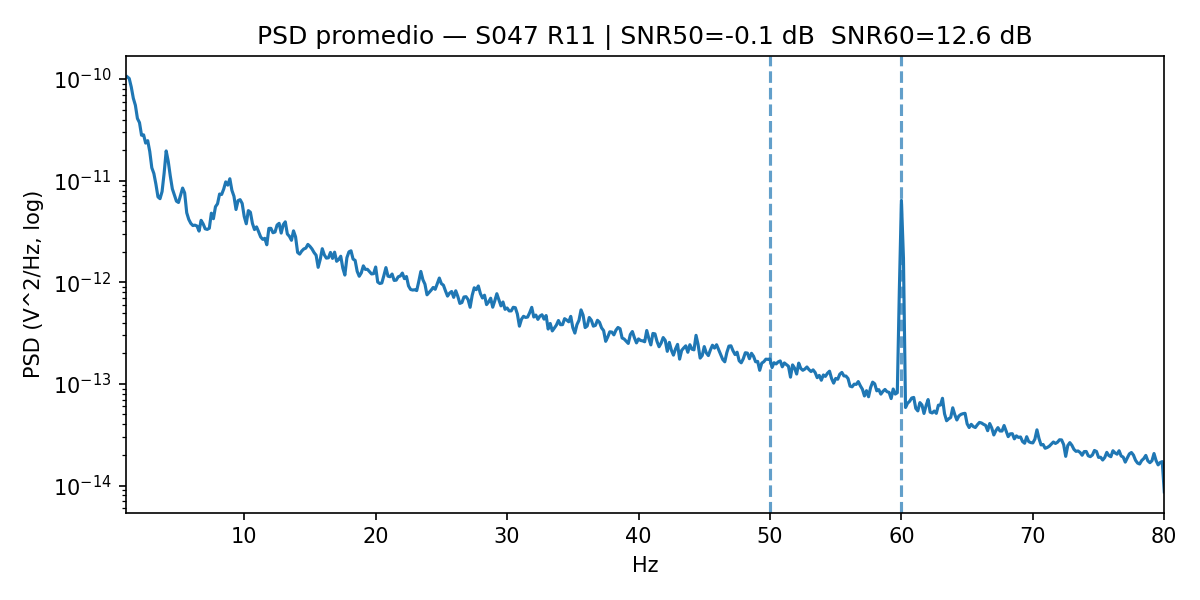 PSD promedio — S047 R11 | SNR50=-0.1 dB  SNR60=12.6 dB
PSD (V^2/Hz, log)
10⁻¹⁰
10⁻¹¹
10⁻¹²
10⁻¹³
10⁻¹⁴
10 20 30 40 50 60 70 80
Hz